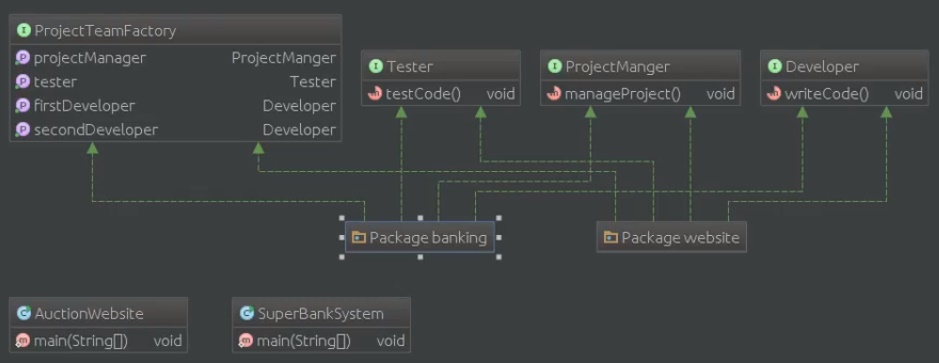 ProjectTeamFactory
projectManager ProjectManger
tester Tester
firstDeveloper Developer
secondDeveloper Developer
Tester
testCode() void
ProjectManger
manageProject() void
Developer
writeCode() void
Package banking
Package website
AuctionWebsite
main(String[]) void
SuperBankSystem
main(String[]) void